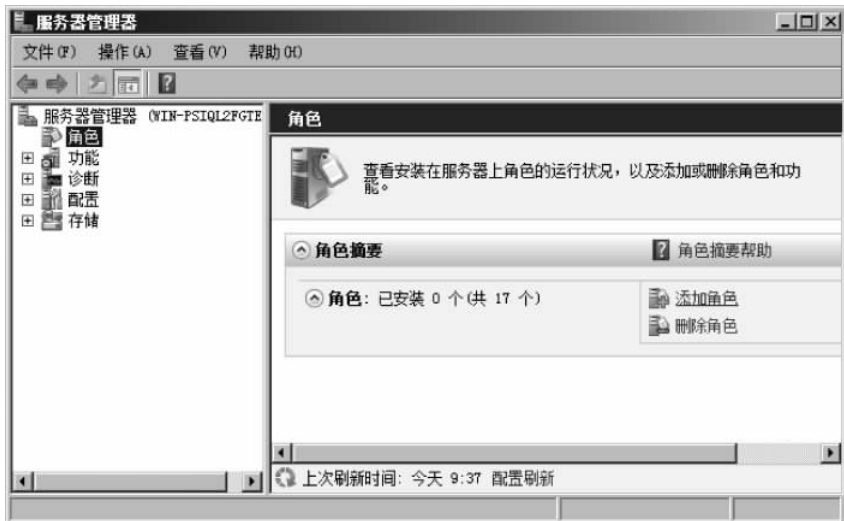 服务器管理器
文件(F) 操作(A) 查看(V) 帮助(H)
服务器管理器 (WIN-PSIQL2FGTE
角色
功能
诊断
配置
存储
角色
查看安装在服务器上角色的运行状况，以及添加或删除角色和功
能。
角色摘要
角色摘要帮助
角色：已安装 0 个(共 17 个)
添加角色
删除角色
上次刷新时间: 今天 9:37 配置刷新